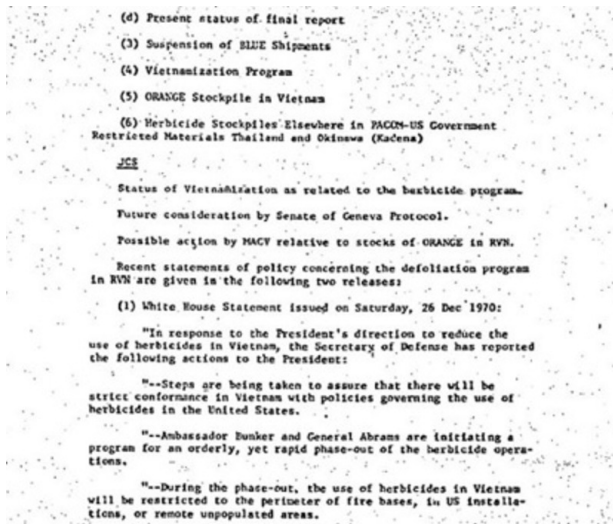 (d) Present status of final report
(3) Suspension of BLUE Shipments
(4) Vietnamization Program
(5) ORANGE Stockpile in Vietnam
(6) Herbicide Stockpiles Elsewhere in PACOM-US Government
Restricted Materials Thailand and Okinawa (Kadena)
JCS
Status of Vietnamization as related to the herbicide program.
Future consideration by Senate of Geneva Protocol.
Possible action by MACV relative to stocks of ORANGE in RVN.
Recent statements of policy concerning the defoliation program
in RVN are given in the following two releases:
(1) White House Statement issued on Saturday, 26 Dec 1970:
"In response to the President's direction to reduce the
use of herbicides in Vietnam, the Secretary of Defense has reported
the following actions to the President:
"--Steps are being taken to assure that there will be
strict conformance in Vietnam with policies governing the use of
herbicides in the United States.
"--Ambassador Bunker and General Abrams are initiating a
program for an orderly, yet rapid phase-out of the herbicide opera-
tions.
"--During the phase-out, the use of herbicides in Vietnam
will be restricted to the perimeter of fire bases, in US installa-
tions, or remote unpopulated areas.